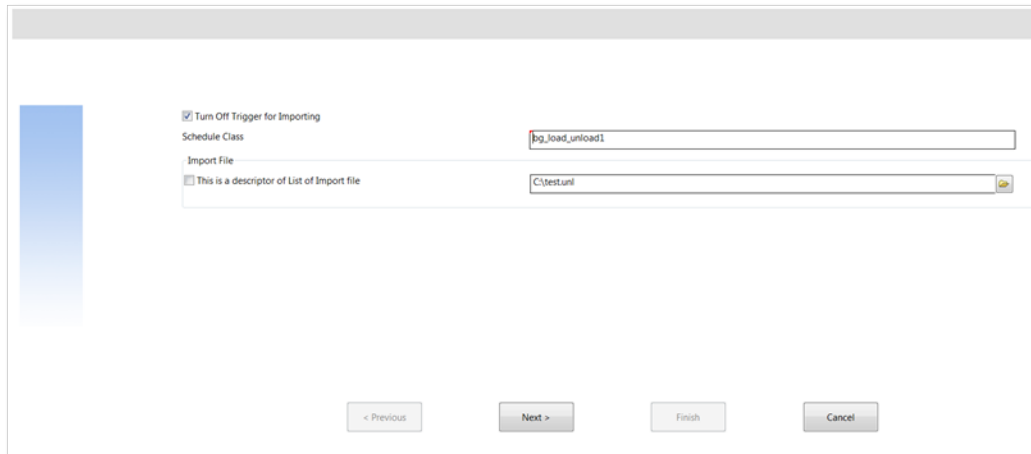 Turn Off Trigger for Importing
Schedule Class
bg_load_unload1
Import File
This is a descriptor of List of Import file
C:\test.unl
< Previous
Next >
Finish
Cancel